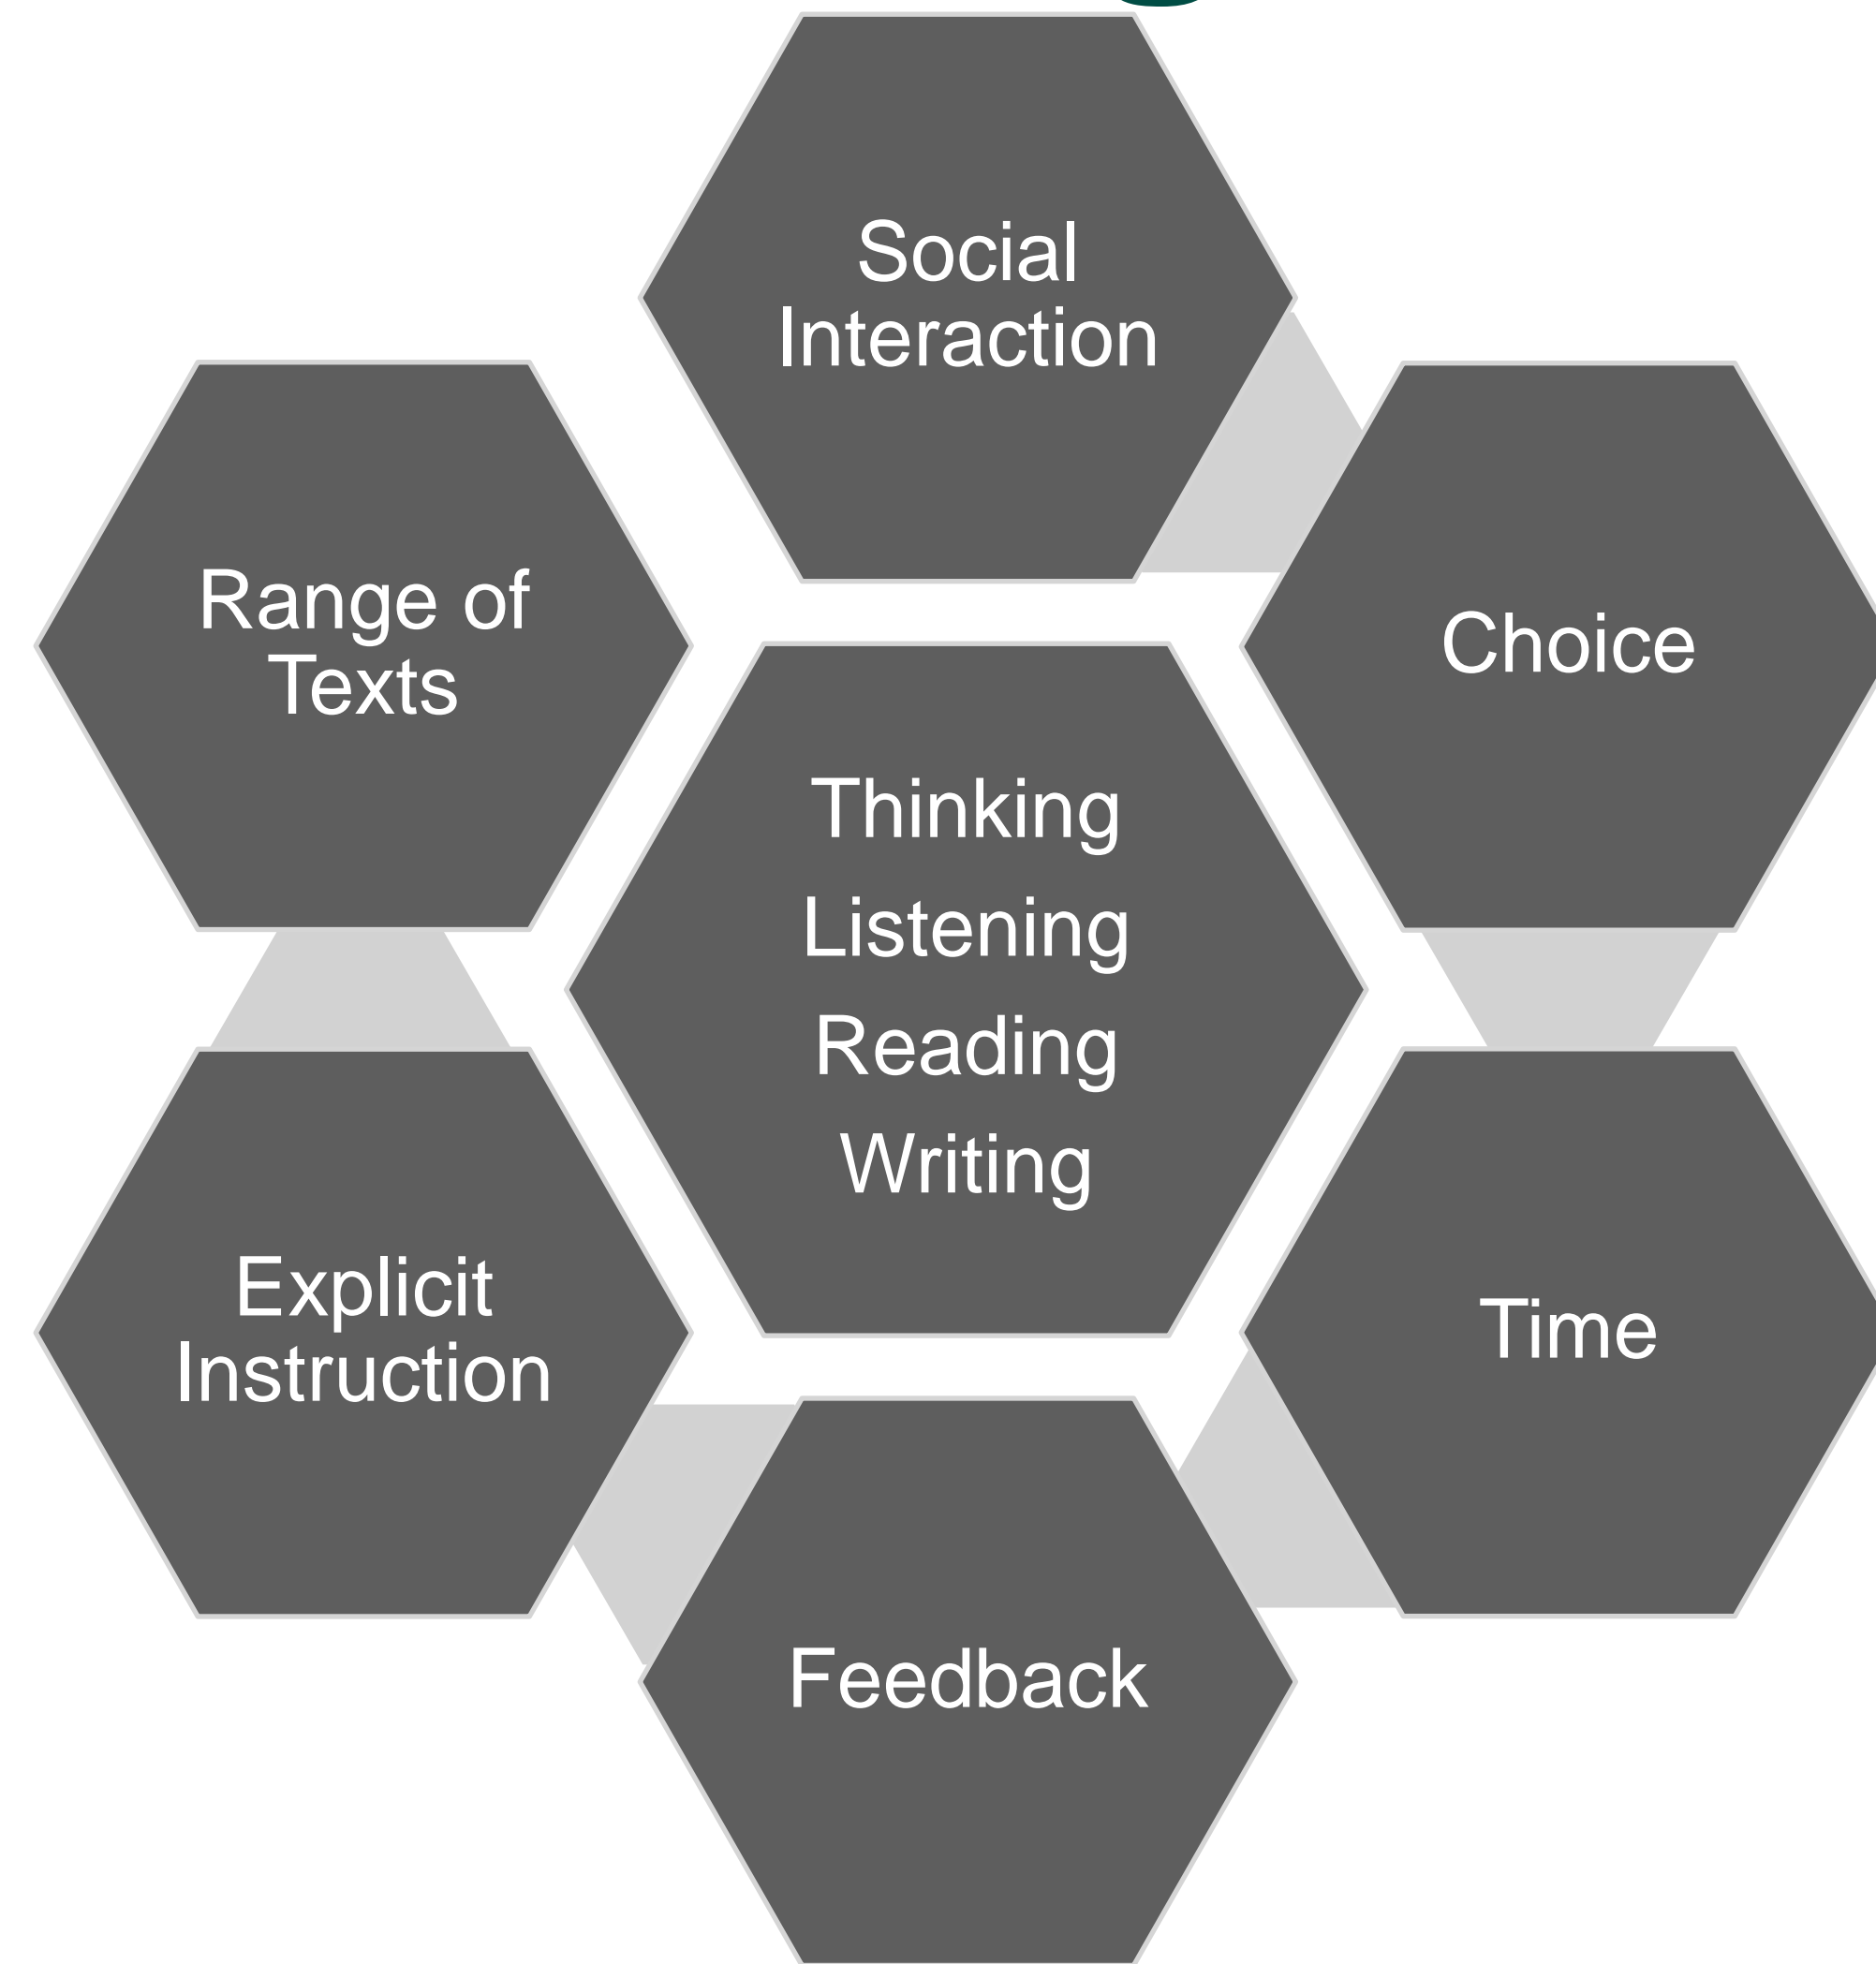 Social
Interaction
Range of
Texts
Choice
Thinking
Listening
Reading
Writing
Explicit
Instruction
Time
Feedback